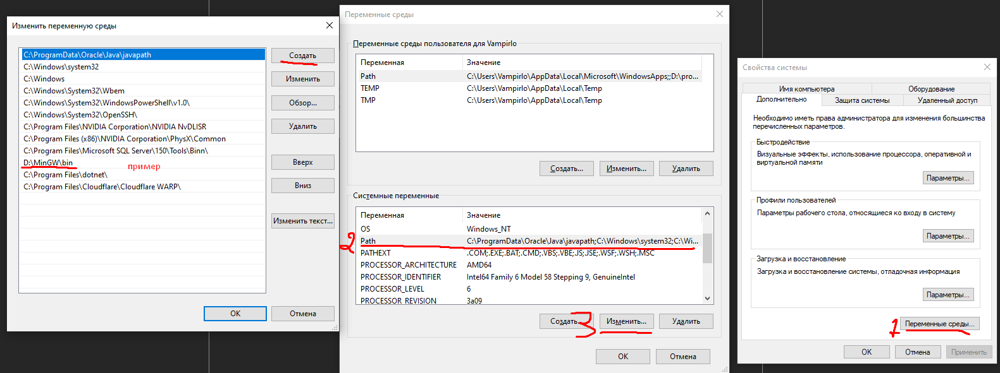 Изменить переменную среды
C:\ProgramData\Oracle\Java\javapath
C:\Windows\system32
C:\Windows
C:\Windows\System32\Wbem
C:\Windows\System32\WindowsPowerShell\v1.0\
C:\Windows\System32\OpenSSH\
C:\Program Files\NVIDIA Corporation\NVIDIA NvDLISR
C:\Program Files (x86)\NVIDIA Corporation\PhysX\Common
C:\Program Files\Microsoft SQL Server\150\Tools\Binn\
D:\MinGW\bin
пример
C:\Program Files\dotnet\
C:\Program Files\Cloudflare\Cloudflare WARP\
Создать
Изменить
Обзор...
Удалить
Вверх
Вниз
Изменить текст...
OK
Отмена
Переменные среды
Переменные среды пользователя для Vampirlo
Переменная Значение
Path C:\Users\Vampirlo\AppData\Local\Microsoft\WindowsApps;;D:\pro...
TEMP C:\Users\Vampirlo\AppData\Local\Temp
TMP C:\Users\Vampirlo\AppData\Local\Temp
Создать... Изменить... Удалить
Системные переменные
Переменная Значение
OS Windows_NT
2 Path C:\ProgramData\Oracle\Java\javapath;C:\Windows\system32;C:\Wi...
PATHEXT .COM;.EXE;.BAT;.CMD;.VBS;.VBE;.JS;.JSE;.WSF;.WSH;.MSC
PROCESSOR_ARCHITECTURE AMD64
PROCESSOR_IDENTIFIER Intel64 Family 6 Model 58 Stepping 9, GenuineIntel
PROCESSOR_LEVEL 6
PROCESSOR_REVISION 3a09
Создать... 3 Изменить... Удалить
OK Отмена
Свойства системы
Имя компьютера Оборудование
Дополнительно Защита системы Удаленный доступ
Необходимо иметь права администратора для изменения большинства
перечисленных параметров.
Быстродействие
Визуальные эффекты, использование процессора, оперативной и
виртуальной памяти
Параметры...
Профили пользователей
Параметры рабочего стола, относящиеся ко входу в систему
Параметры...
Загрузка и восстановление
Загрузка и восстановление системы, отладочная информация
Параметры...
1 Переменные среды...
OK Отмена Применить